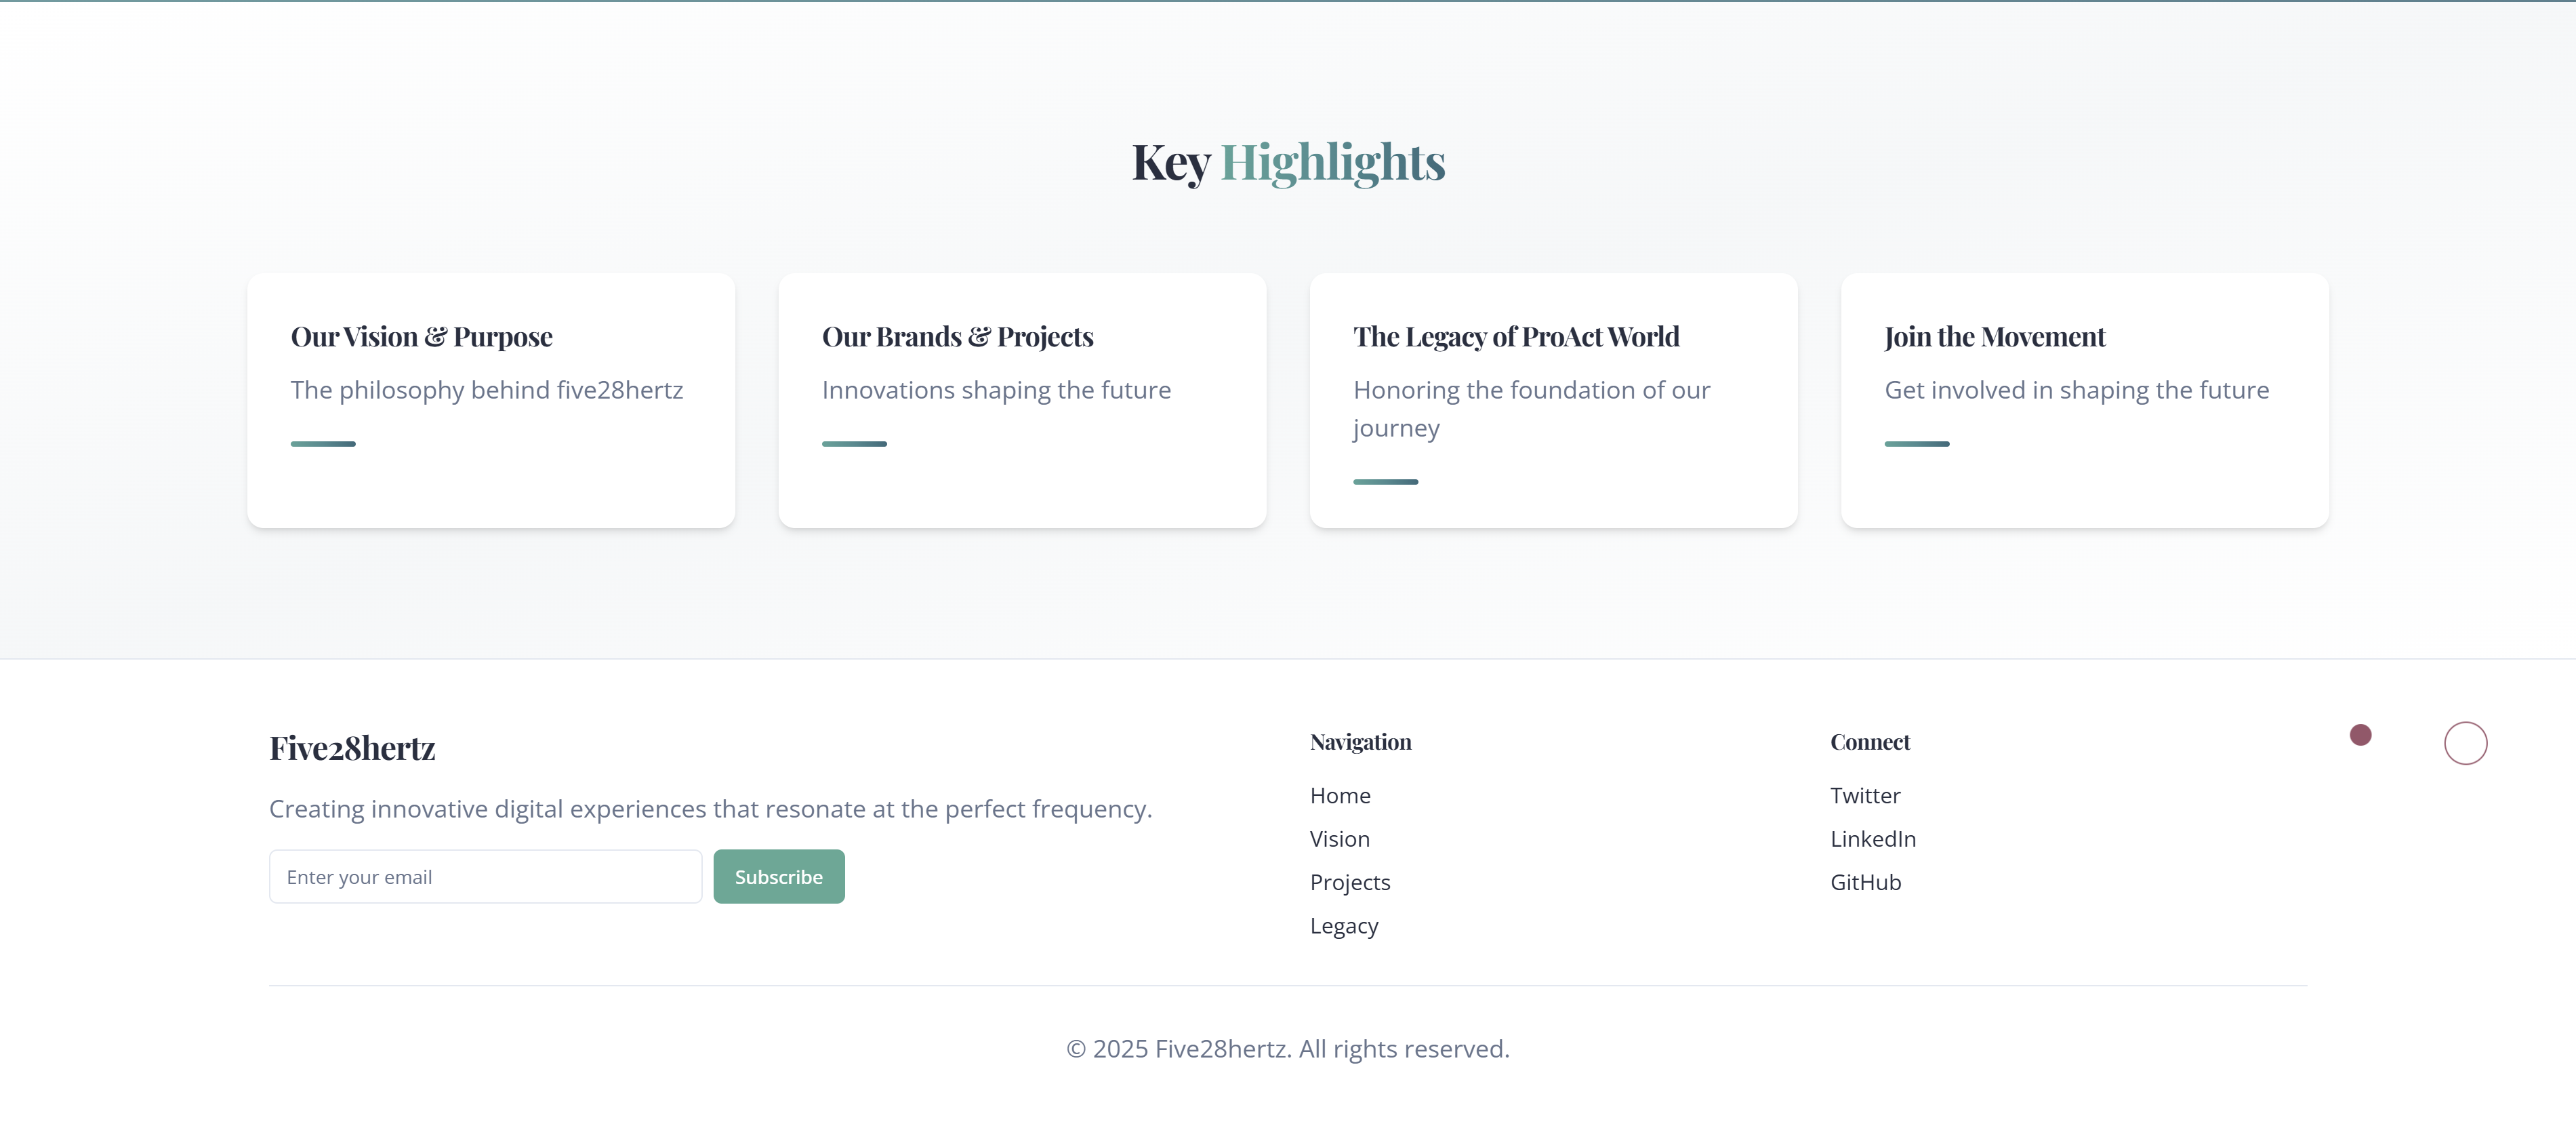 Key Highlights
Our Vision & Purpose
The philosophy behind five28hertz
Our Brands & Projects
Innovations shaping the future
The Legacy of ProAct World
Honoring the foundation of our
journey
Join the Movement
Get involved in shaping the future
Five28hertz
Creating innovative digital experiences that resonate at the perfect frequency.
Enter your email
Subscribe
Navigation
Home
Vision
Projects
Legacy
Connect
Twitter
LinkedIn
GitHub
© 2025 Five28hertz. All rights reserved.